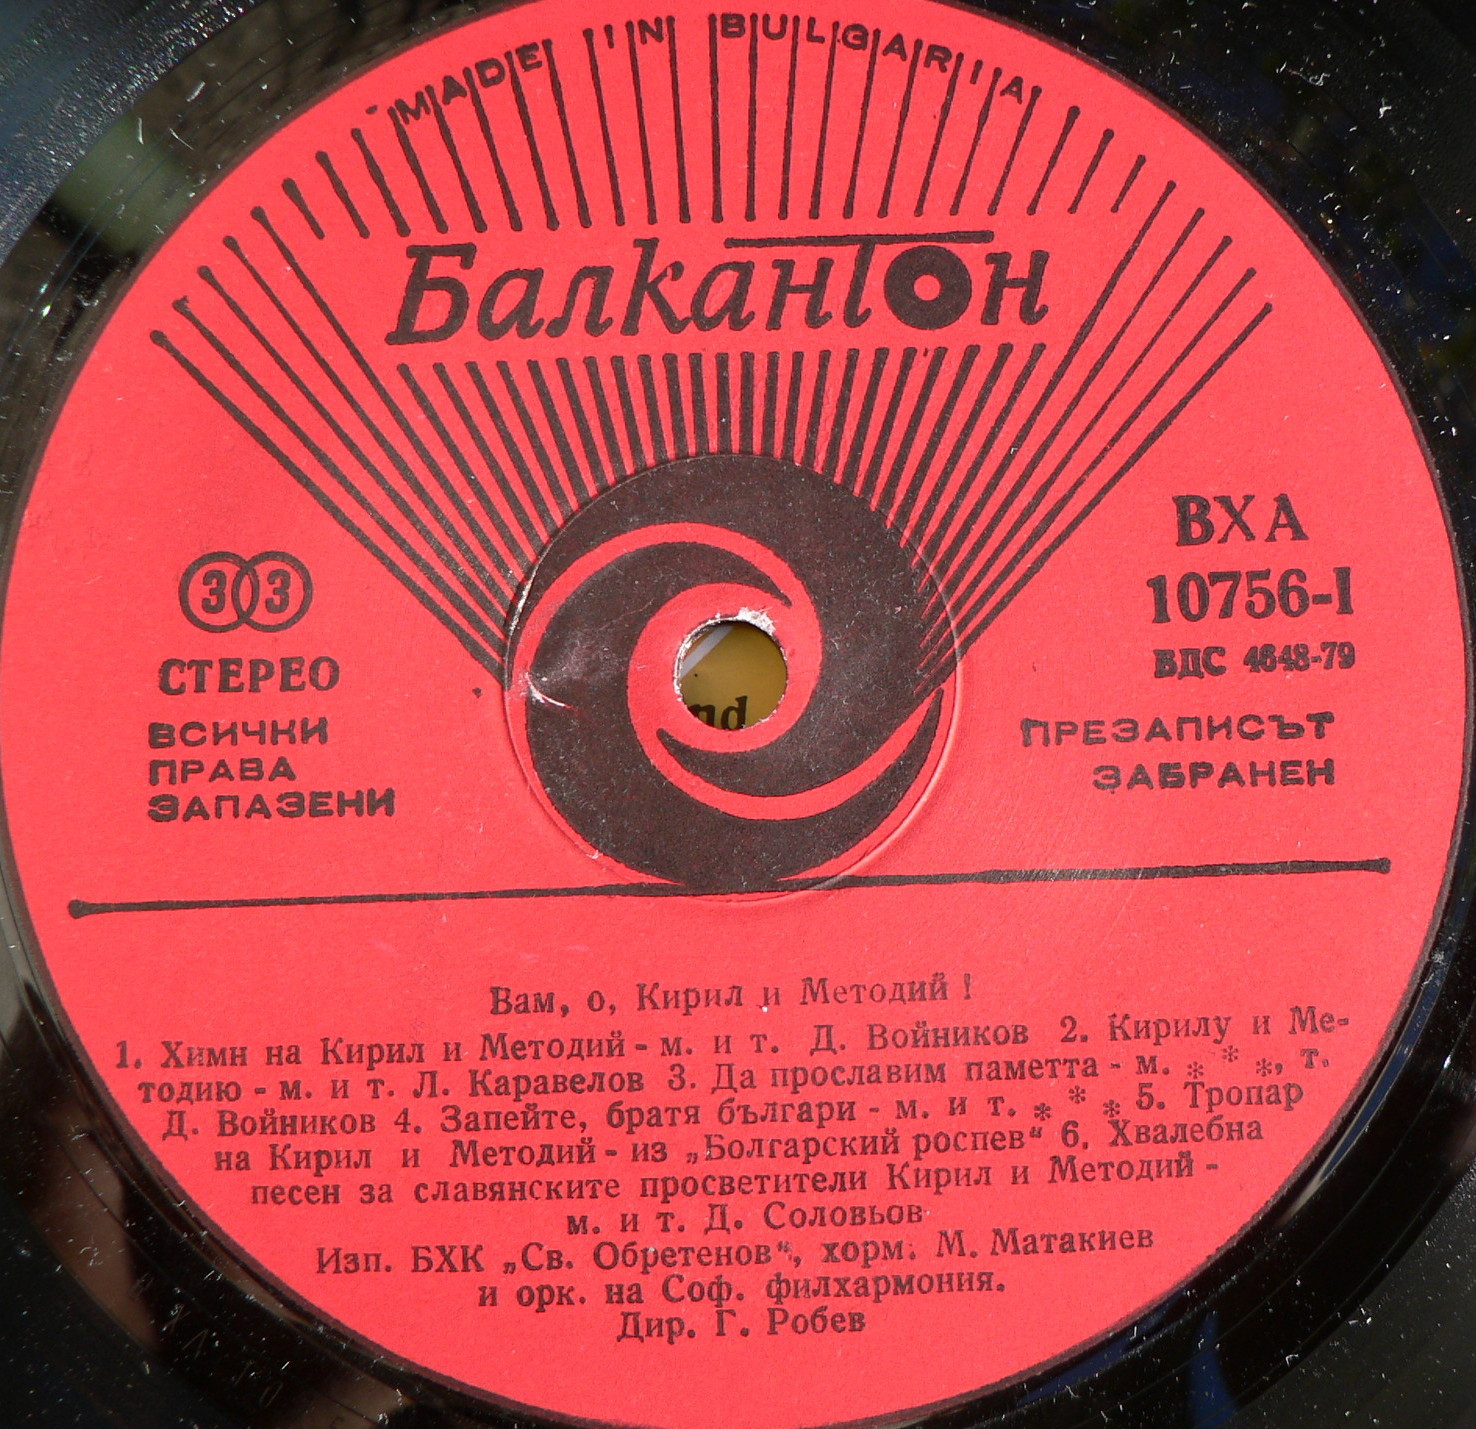 MADE IN BULGARIA
Балкантон
33
СТЕРЕО
ВСИЧКИ
ПРАВА
ЗАПАЗЕНИ
ВХА
10756-I
ВДС 4648-79
ПРЕЗАПИСЪТ
ЗАБРАНЕН
nd
Вам, о, Кирил и Методий !
1. Химн на Кирил и Методий - м. и т. Д. Войников 2. Кирилу и Ме-
тодию - м. и т. Л. Каравелов 3. Да прославим паметта - м. * * *, т.
Д. Войников 4. Запейте, братя българи - м. и т. * * * 5. Тропар
на Кирил и Методий - из „Болгарский роспев“ 6. Хвалебна
песен за славянските просветители Кирил и Методий -
м. и т. Д. Соловьов
Изп. БХК „Св. Обретенов“, хорм. М. Матакиев
и орк. на Соф. филхармония.
Дир. Г. Робев